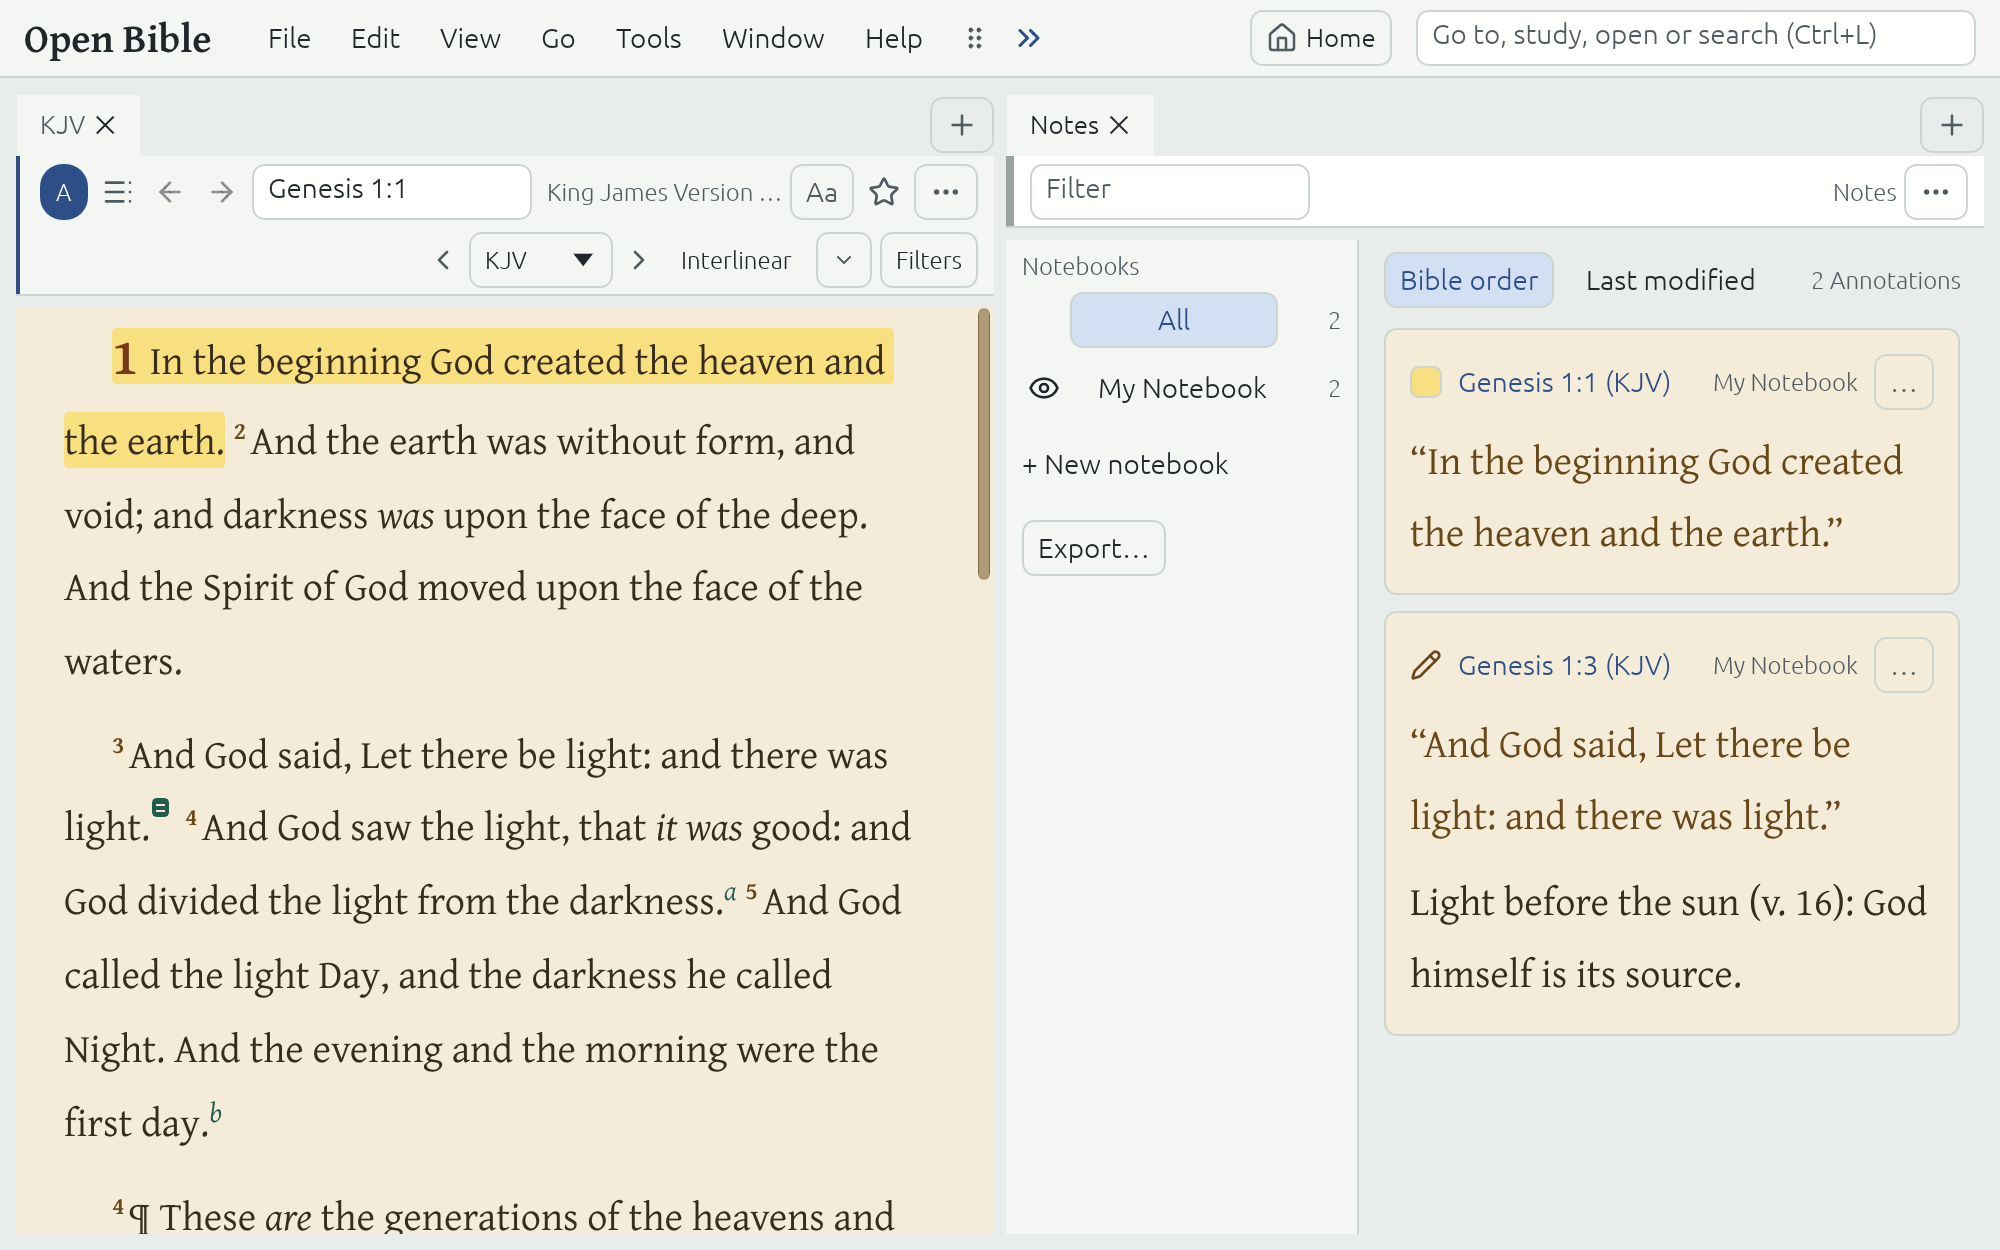 Open Bible File Edit View Go Tools Window Help Home Go to, study, open or search (Ctrl+L)
KJV
A Genesis 1:1 King James Version … Aa
KJV Interlinear Filters
1 In the beginning God created the heaven and
the earth. 2 And the earth was without form, and
void; and darkness was upon the face of the deep.
And the Spirit of God moved upon the face of the
waters.
3 And God said, Let there be light: and there was
light. 4 And God saw the light, that it was good: and
God divided the light from the darkness.a 5 And God
called the light Day, and the darkness he called
Night. And the evening and the morning were the
first day.b
4 ¶ These are the generations of the heavens and
Notes
Filter Notes
Notebooks
All 2
My Notebook 2
+ New notebook
Export…
Bible order Last modified 2 Annotations
Genesis 1:1 (KJV) My Notebook …
“In the beginning God created
the heaven and the earth.”
Genesis 1:3 (KJV) My Notebook …
“And God said, Let there be
light: and there was light.”
Light before the sun (v. 16): God
himself is its source.